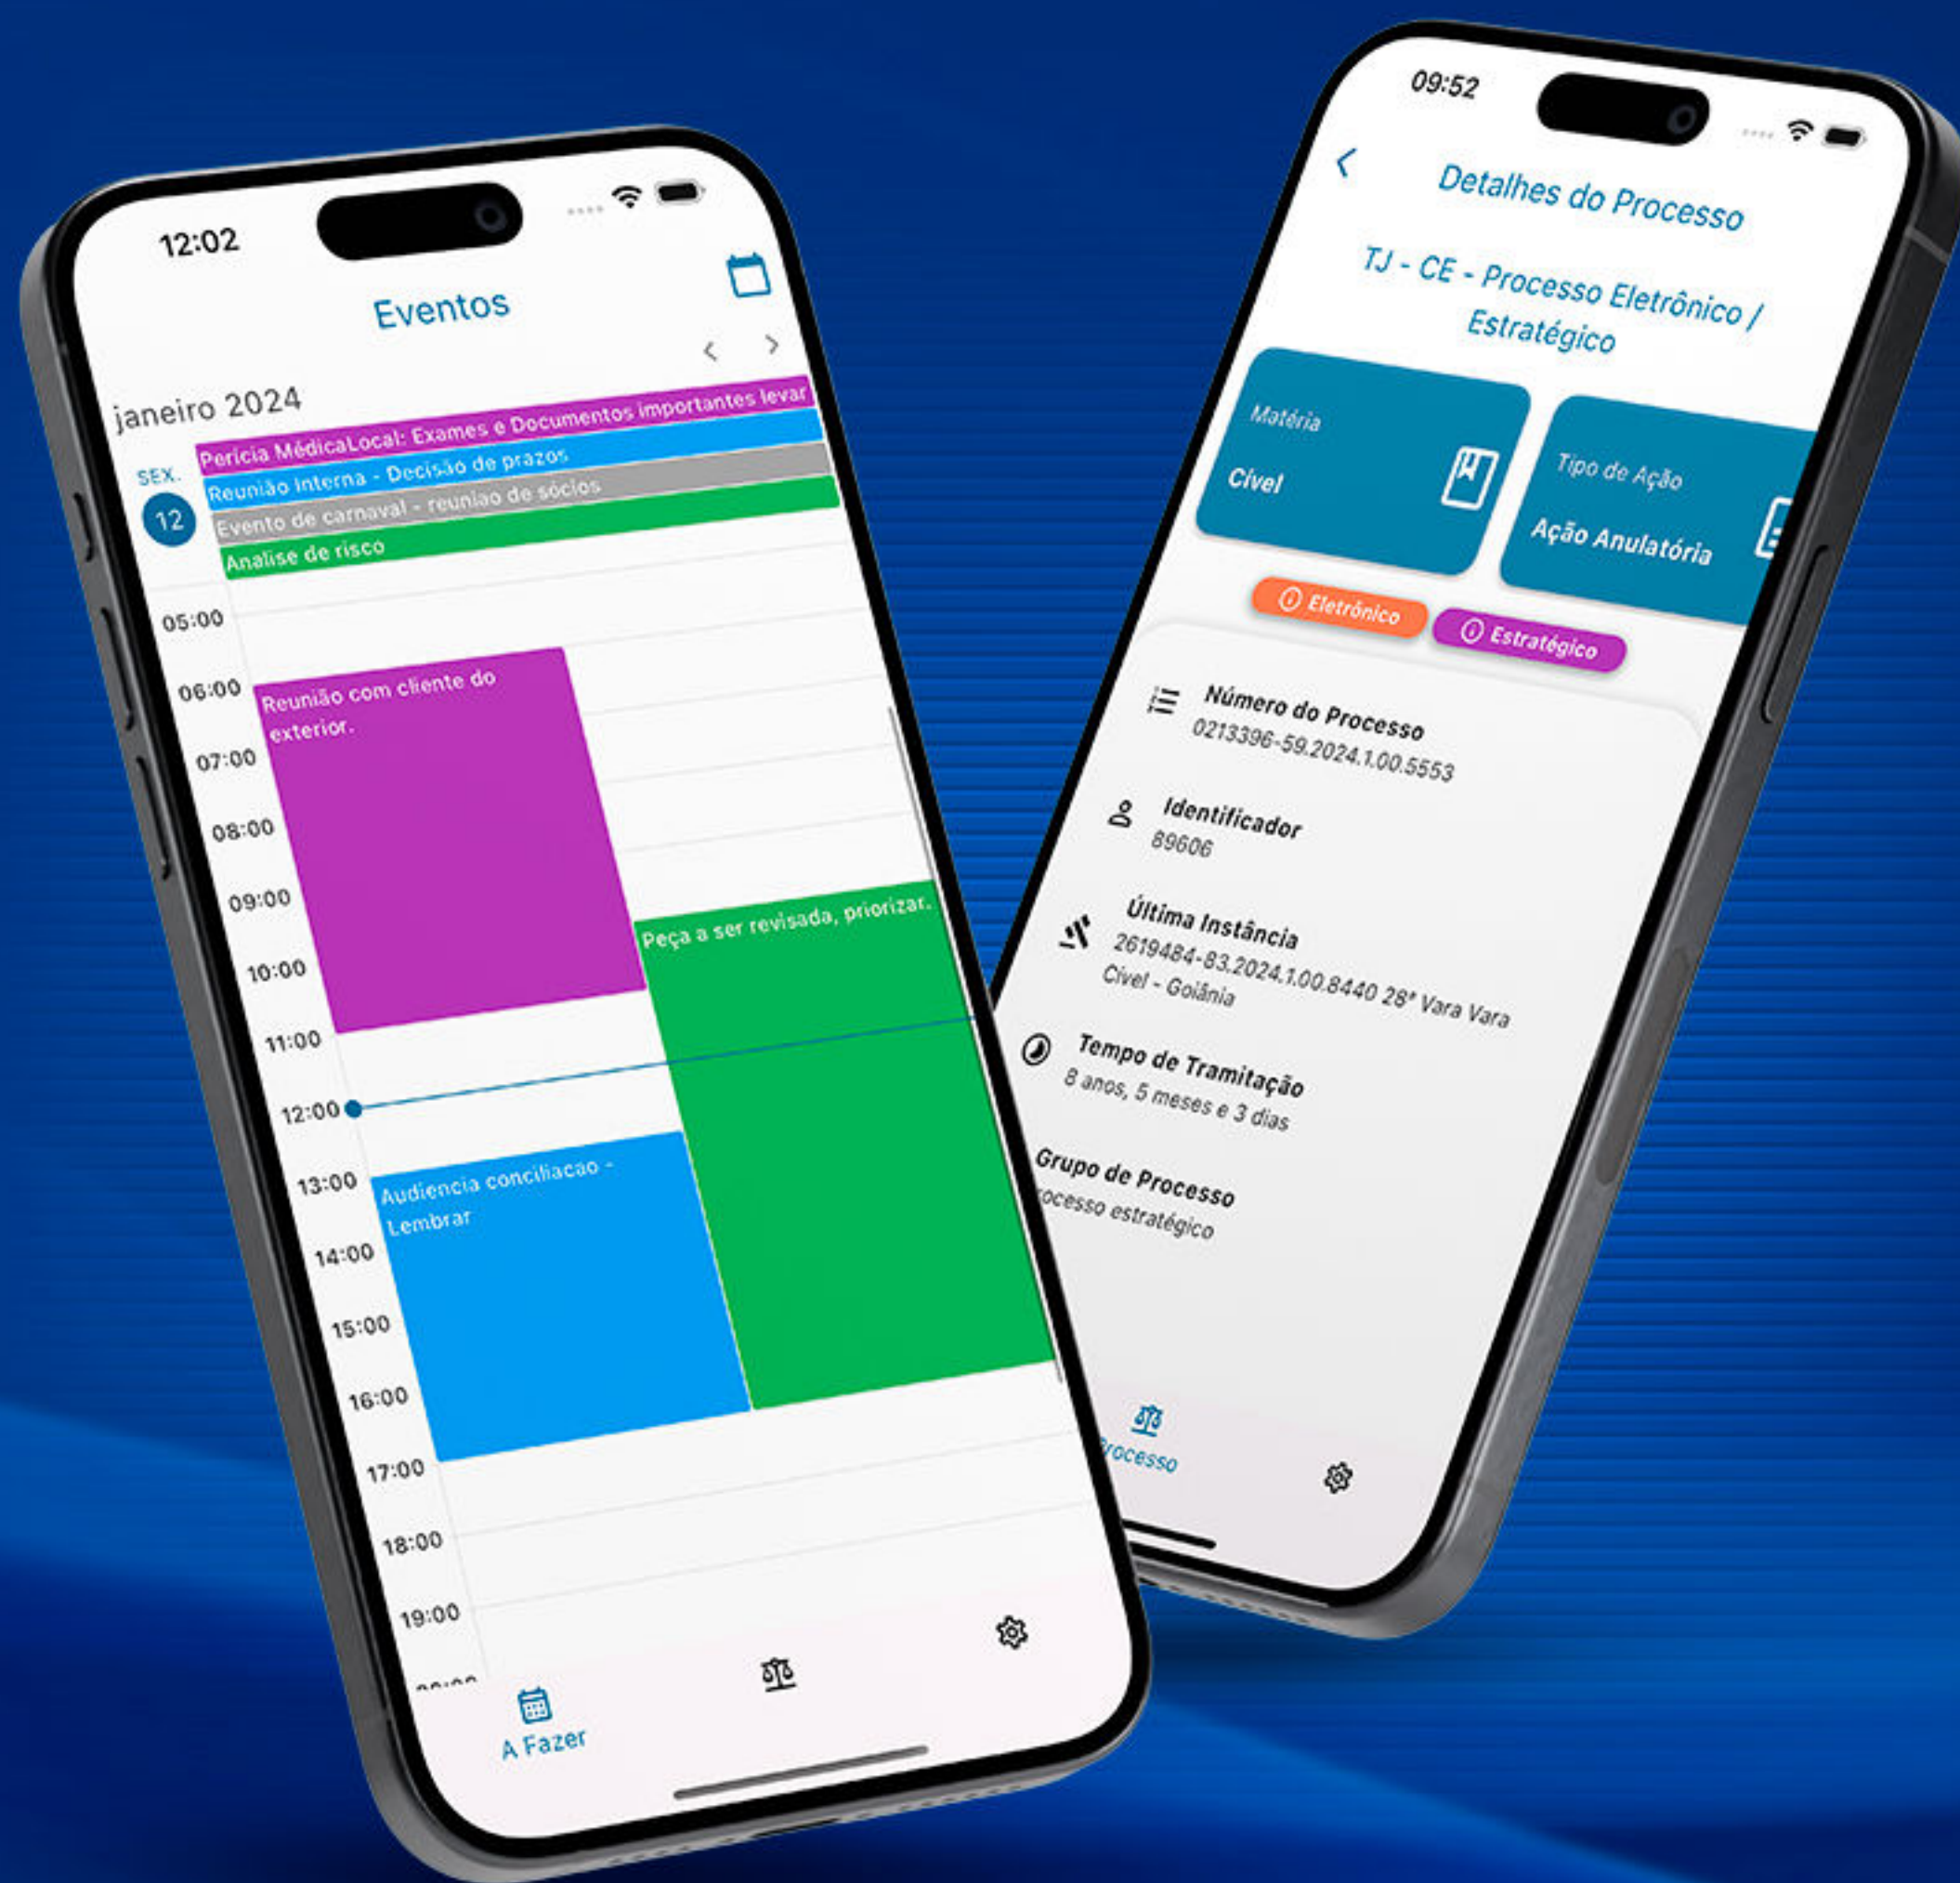 12:02
Eventos
janeiro 2024
SEX.
12
Perícia MédicaLocal: Exames e Documentos importantes levar
Reunião Interna - Decisão de prazos
Evento de carnaval - reuniao de sócios
Analise de risco
05:00
06:00
Reunião com cliente do
exterior.
07:00
08:00
09:00
Peça a ser revisada, priorizar.
10:00
11:00
12:00
13:00
Audiencia conciliacao -
Lembrar
14:00
15:00
16:00
17:00
18:00
19:00
A Fazer
09:52
Detalhes do Processo
TJ - CE - Processo Eletrônico /
Estratégico
Matéria
Cível
Tipo de Ação
Ação Anulatória
Eletrônico
Estratégico
Número do Processo
0213396-59.2024.1.00.5553
Identificador
89606
Última Instância
2619484-83.2024.1.00.8440 28ª Vara Vara
Cível - Goiânia
Tempo de Tramitação
8 anos, 5 meses e 3 dias
Grupo de Processo
rocesso estratégico
rocesso